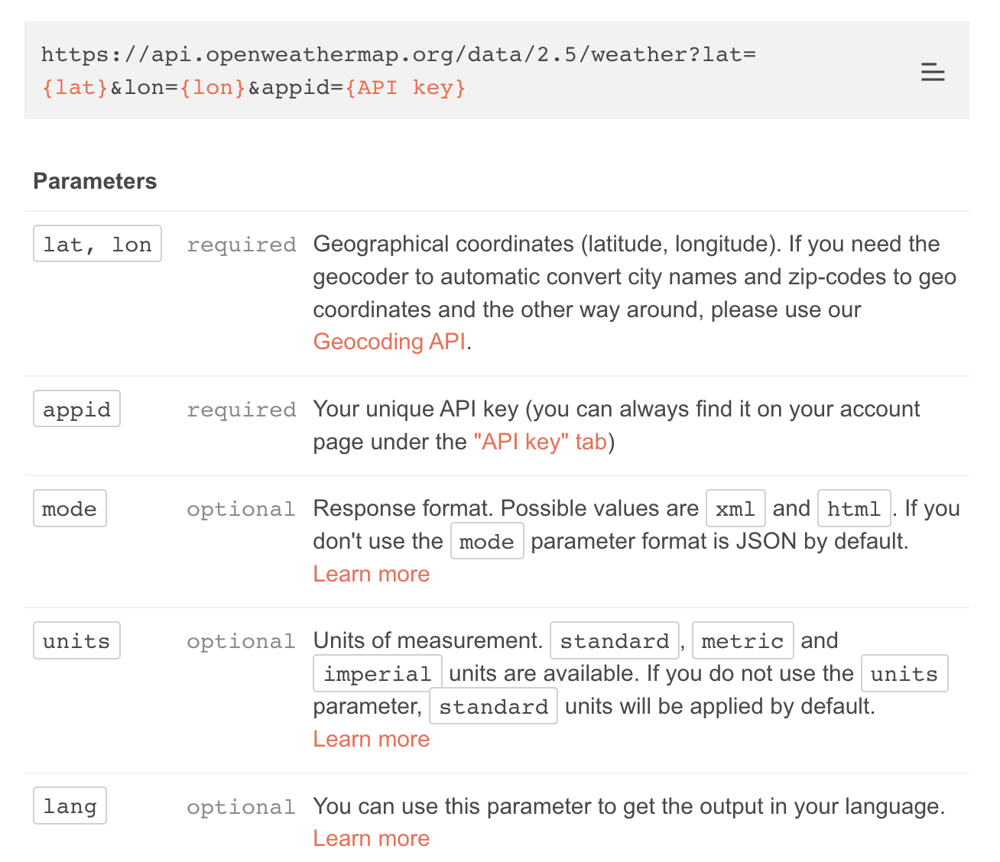 https://api.openweathermap.org/data/2.5/weather?lat=
{lat}&lon={lon}&appid={API key}
Parameters
lat, lon required Geographical coordinates (latitude, longitude). If you need the
geocoder to automatic convert city names and zip-codes to geo
coordinates and the other way around, please use our
Geocoding API.
appid required Your unique API key (you can always find it on your account
page under the "API key" tab)
mode optional Response format. Possible values are xml and html. If you
don't use the mode parameter format is JSON by default.
Learn more
units optional Units of measurement. standard, metric and
imperial units are available. If you do not use the units
parameter, standard units will be applied by default.
Learn more
lang optional You can use this parameter to get the output in your language.
Learn more